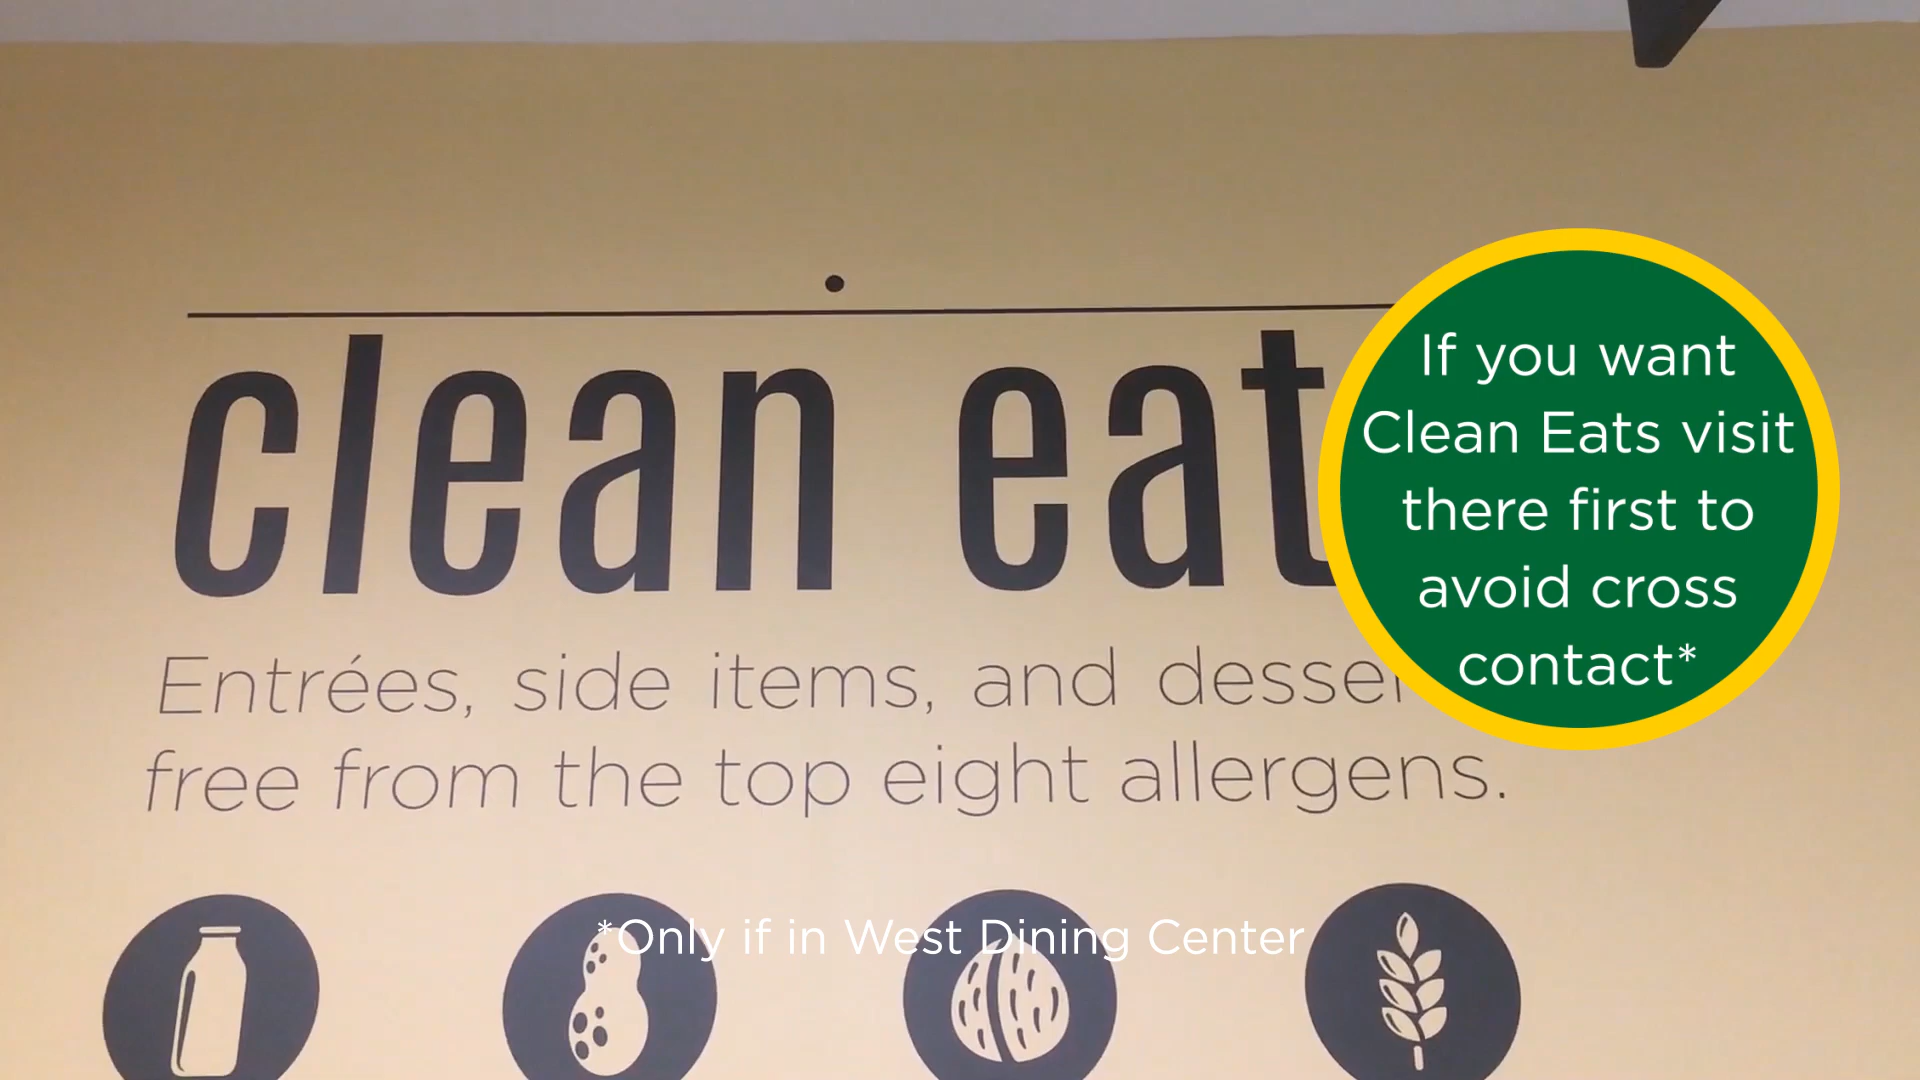 clean eat
Entrées, side items, and desser
free from the top eight allergens.
If you want
Clean Eats visit
there first to
avoid cross
contact*
*Only if in West Dining Center